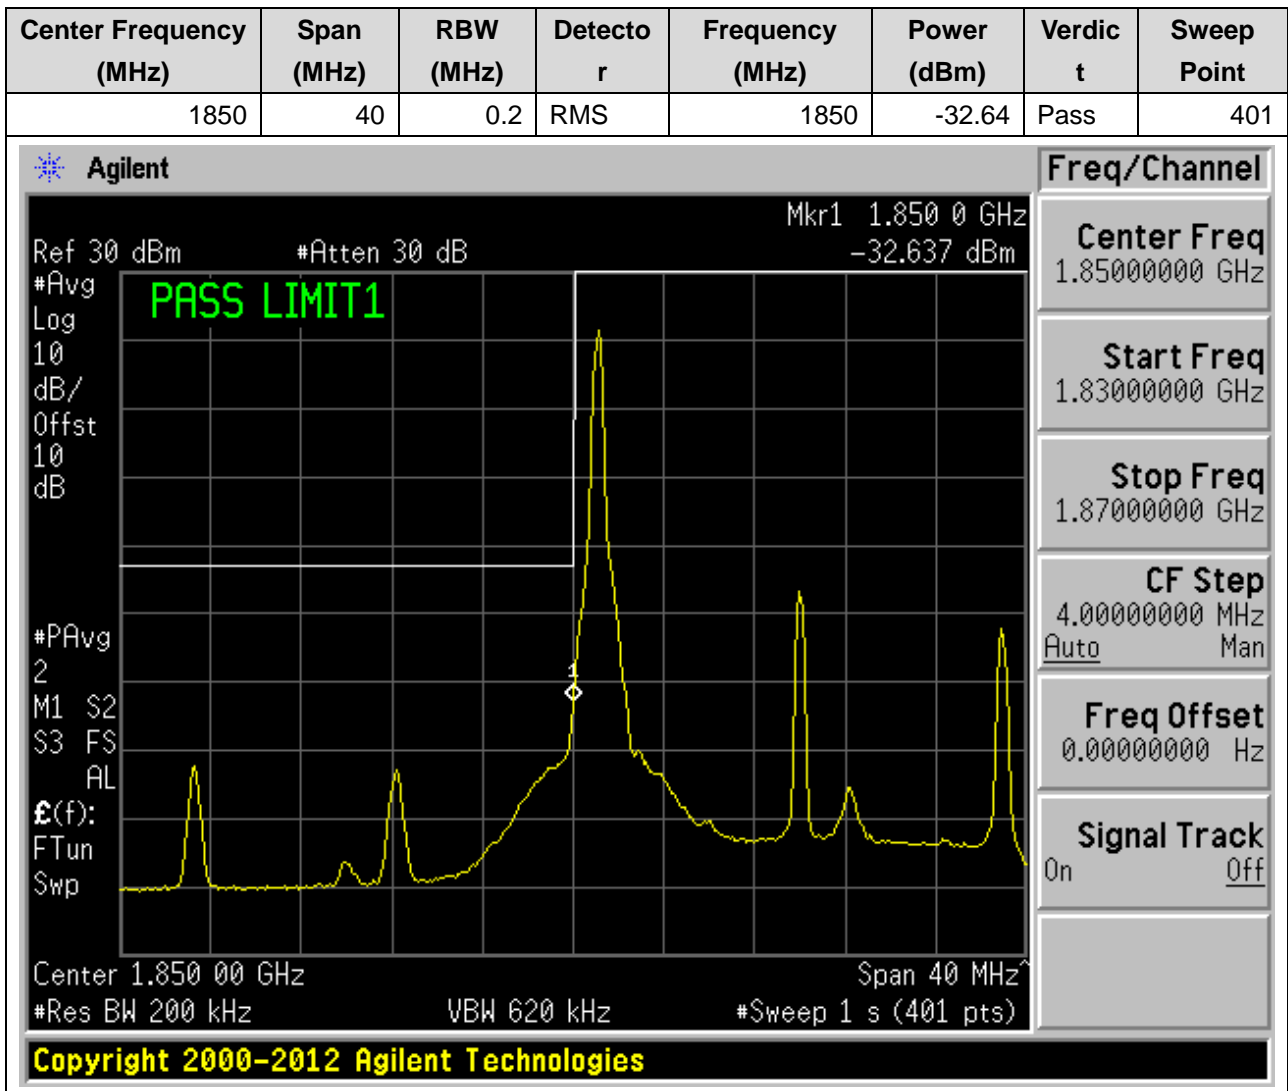 Center Frequency Span RBW Detecto Frequency Power Verdic Sweep
(MHz) (MHz) (MHz) r (MHz) (dBm) t Point
1850 40 0.2 RMS 1850 -32.64 Pass 401
Agilent
Freq/Channel
Mkr1 1.850 0 GHz
Ref 30 dBm #Atten 30 dB -32.637 dBm
#Avg
Log
10
dB/
Offst
10
dB
PASS LIMIT1
#PAvg
2
M1 S2
S3 FS
AL
£(f):
FTun
Swp
1
Center 1.850 00 GHz Span 40 MHz^
#Res BW 200 kHz VBW 620 kHz #Sweep 1 s (401 pts)
Center Freq
1.85000000 GHz
Start Freq
1.83000000 GHz
Stop Freq
1.87000000 GHz
CF Step
4.00000000 MHz
Auto Man
Freq Offset
0.00000000 Hz
Signal Track
On Off
Copyright 2000-2012 Agilent Technologies